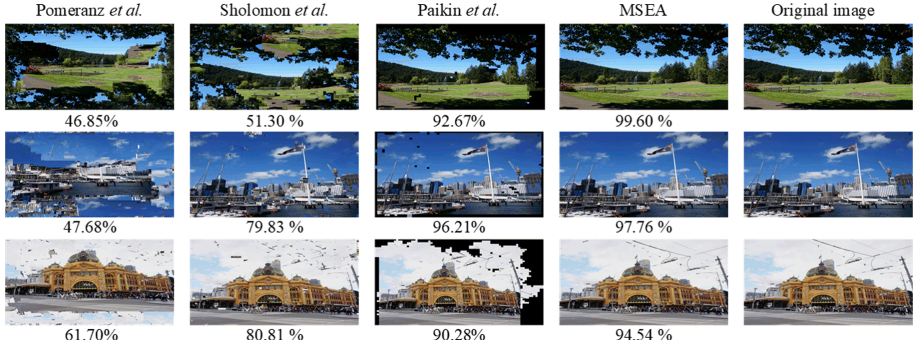 Pomeranz et al. Sholomon et al. Paikin et al. MSEA Original image
46.85% 51.30 % 92.67% 99.60 %
47.68% 79.83 % 96.21% 97.76 %
61.70% 80.81 % 90.28% 94.54 %